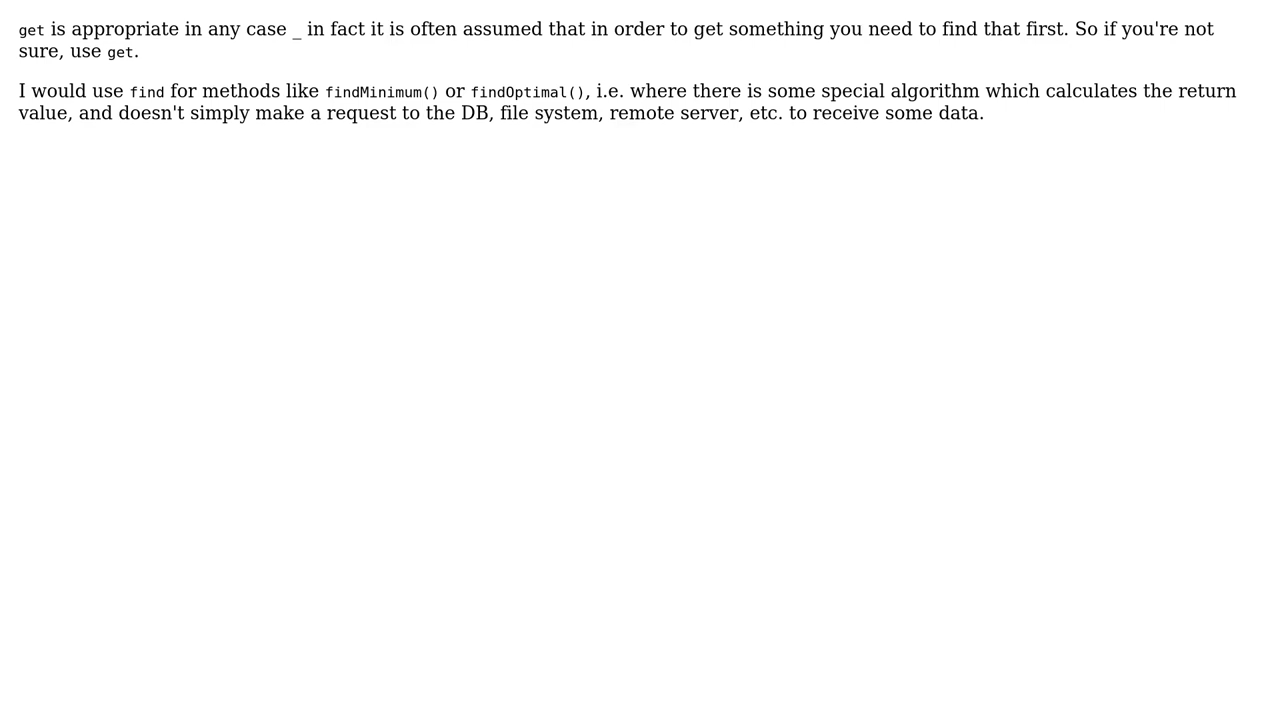 get is appropriate in any case _ in fact it is often assumed that in order to get something you need to find that first. So if you're not
sure, use get.
I would use find for methods like findMinimum() or findOptimal(), i.e. where there is some special algorithm which calculates the return
value, and doesn't simply make a request to the DB, file system, remote server, etc. to receive some data.